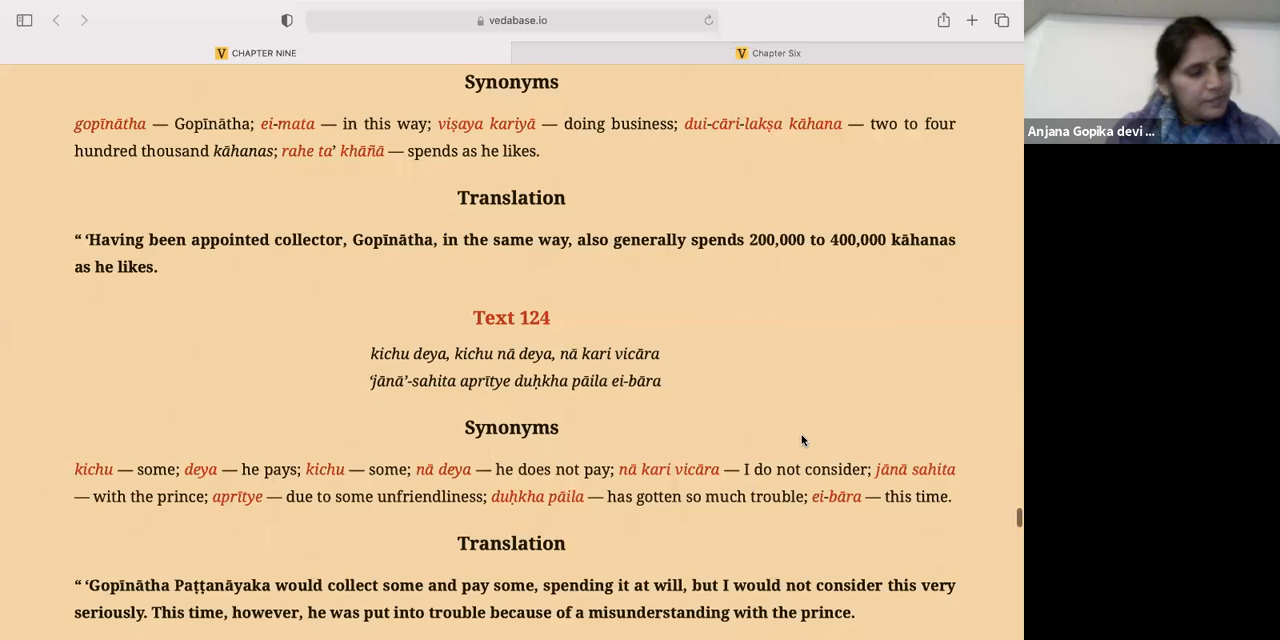 vedabase.io
CHAPTER NINE
Chapter Six
Synonyms
gopīnātha — Gopīnātha; ei-mata — in this way; viṣaya kariyā — doing business; dui-cāri-lakṣa kāhana — two to four
hundred thousand kāhanas; rahe ta’ khāñā — spends as he likes.
Translation
“ ‘Having been appointed collector, Gopīnātha, in the same way, also generally spends 200,000 to 400,000 kāhanas
as he likes.
Text 124
kichu deya, kichu nā deya, nā kari vicāra
‘jānā’-sahita aprītye duḥkha pāila ei-bāra
Synonyms
kichu — some; deya — he pays; kichu — some; nā deya — he does not pay; nā kari vicāra — I do not consider; jānā sahita
— with the prince; aprītye — due to some unfriendliness; duḥkha pāila — has gotten so much trouble; ei-bāra — this time.
Translation
“ ‘Gopīnātha Paṭṭanāyaka would collect some and pay some, spending it at will, but I would not consider this very
seriously. This time, however, he was put into trouble because of a misunderstanding with the prince.
Anjana Gopika devi ...